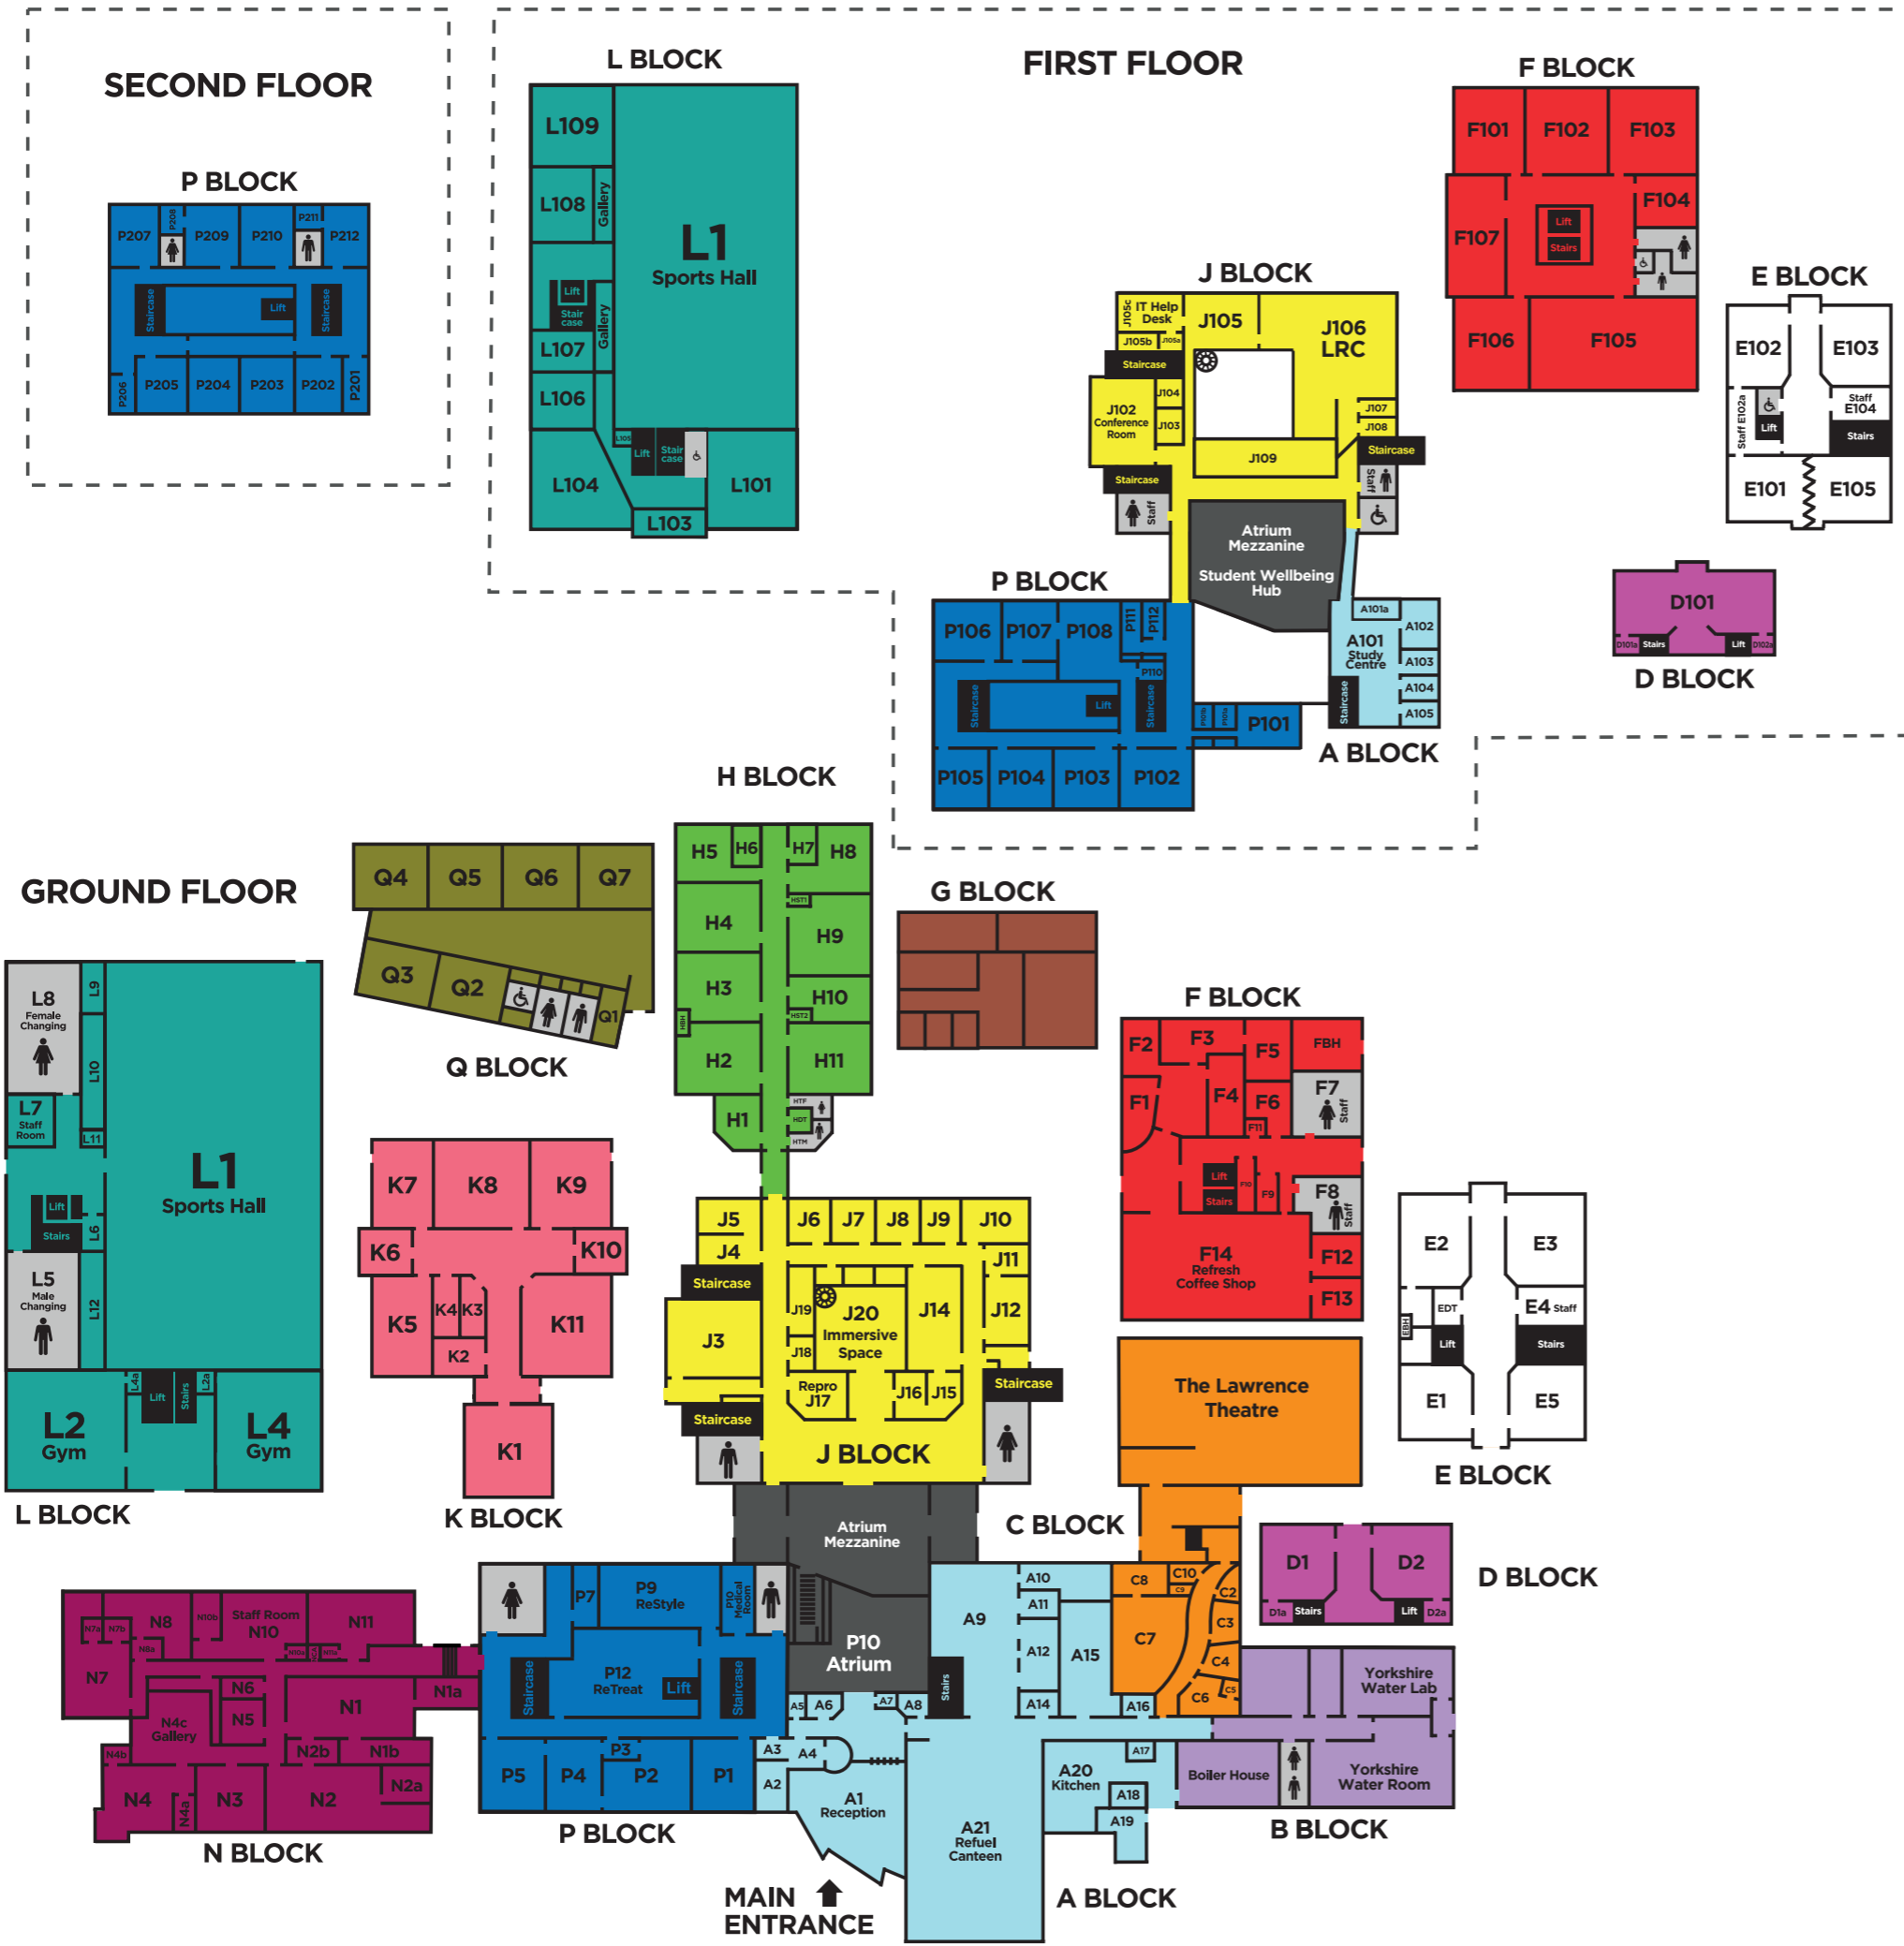 SECOND FLOOR
P BLOCK
P207
P208
P209
P210
P211
P212
Staircase
Lift
Staircase
P206
P205
P204
P203
P202
P201
FIRST FLOOR
L BLOCK
L109
L108
Gallery
L1
Sports Hall
Lift
Stair
case
Gallery
L107
L106
L105
Lift
Stair
case
L104
L103
L101
F BLOCK
F101
F102
F103
F104
F107
Lift
Stairs
F106
F105
J BLOCK
J105c
IT Help
Desk
J105
J106
LRC
J105b
J105a
Staircase
J104
J102
Conference
Room
J103
J107
J108
Staircase
J109
Staircase
Staff
Staff
Atrium
Mezzanine
Student Wellbeing
Hub
E BLOCK
E102
E103
Staff E102a
Lift
Staff
E104
Stairs
E101
E105
D101
D101a
Stairs
Lift
D102a
D BLOCK
P BLOCK
P106
P107
P108
P111
P112
P110
Staircase
Lift
Staircase
P101b
P101a
P101
P105
P104
P103
P102
A101a
A101
Study
Centre
A102
A103
A104
A105
Staircase
A BLOCK
GROUND FLOOR
H BLOCK
H5
H6
H7
H8
H4
HST1
H9
H3
H10
HBH
HST2
H2
H11
H1
HTF
HDT
HTM
Q4
Q5
Q6
Q7
Q3
Q2
Q1
Q BLOCK
G BLOCK
L8
Female
Changing
L9
L10
L7
Staff
Room
L11
L1
Sports Hall
Lift
Stairs
L6
L5
Male
Changing
L12
L4a
Lift
Stairs
L2a
L2
Gym
L4
Gym
L BLOCK
K7
K8
K9
K6
K10
K5
K4
K3
K2
K11
K1
K BLOCK
J5
J6
J7
J8
J9
J10
J4
J11
Staircase
J19
J20
Immersive
Space
J14
J12
J3
J18
Repro
J17
J16
J15
Staircase
Staircase
J BLOCK
F BLOCK
F2
F3
F5
FBH
F1
F4
F6
F7
Staff
F11
Lift
Stairs
F10
F9
F8
Staff
F14
Refresh
Coffee Shop
F12
F13
E2
E3
EDT
E4 Staff
EBH
Lift
Stairs
E1
E5
E BLOCK
The Lawrence
Theatre
C BLOCK
C8
C10
C9
C2
C3
C7
C4
C5
C6
D1
D2
D1a
Stairs
Lift
D2a
D BLOCK
Atrium
Mezzanine
P10
Atrium
N7a
N7b
N8
N8a
N10b
Staff Room
N10
N10a
N11a
N11
N7
N6
N5
N4c
Gallery
N1
N1a
N4b
N2b
N1b
N4
N4a
N3
N2
N2a
N BLOCK
P7
P9
ReStyle
P10
Medical
Room
Staircase
P12
ReTreat
Lift
Staircase
P5
P4
P3
P2
P1
P BLOCK
A9
A10
A11
A12
A15
A14
A16
Stairs
A5
A6
A7
A8
A3
A4
A2
A1
Reception
A21
Refuel
Canteen
A20
Kitchen
A17
A18
A19
A BLOCK
Yorkshire
Water Lab
Boiler House
Yorkshire
Water Room
B BLOCK
MAIN
ENTRANCE